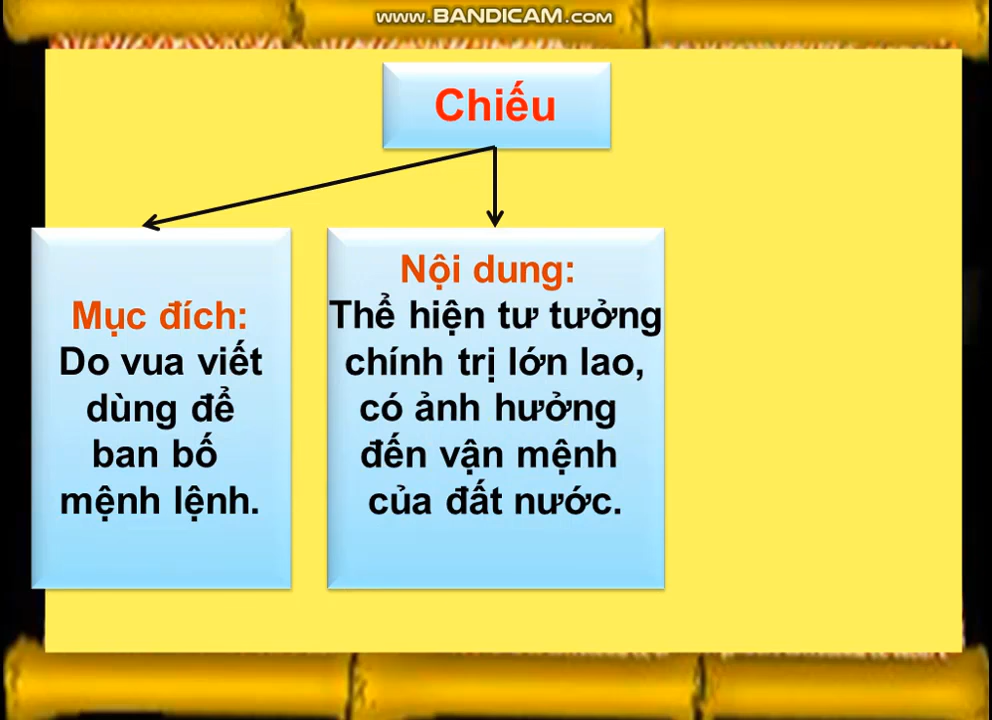 www.BANDICAM.com
Chiếu
Mục đích:
Do vua viết
dùng để
ban bố
mệnh lệnh.
Nội dung:
Thể hiện tư tưởng
chính trị lớn lao,
có ảnh hưởng
đến vận mệnh
của đất nước.